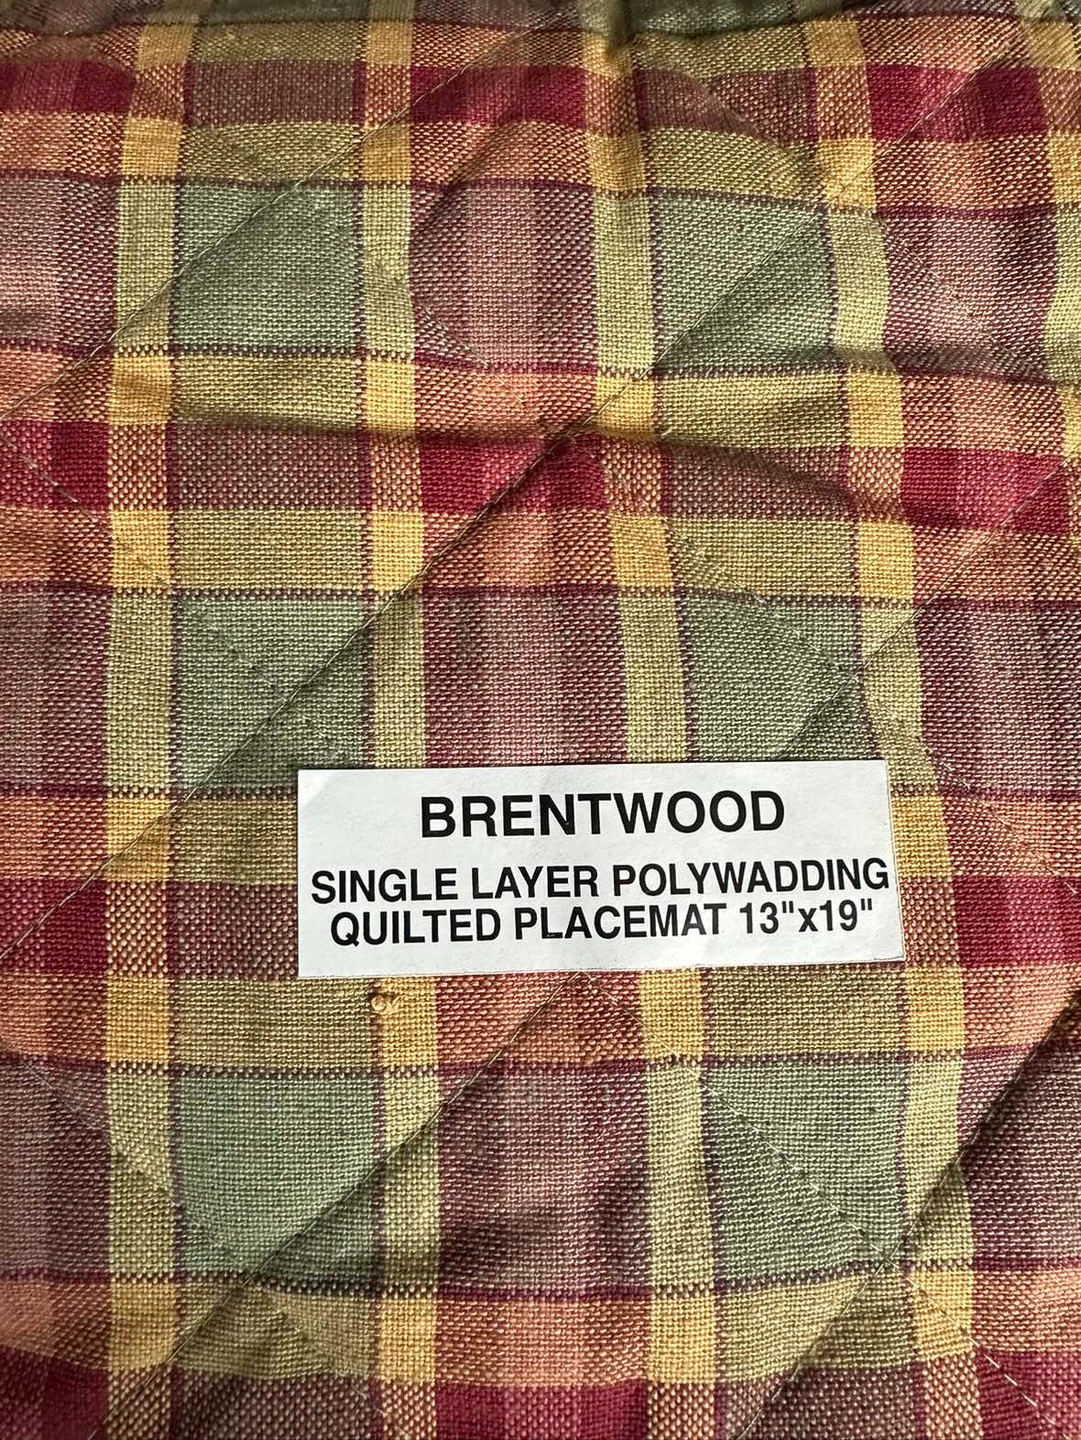 BRENTWOOD
SINGLE LAYER POLYWADDING
QUILTED PLACEMAT 13"x19"